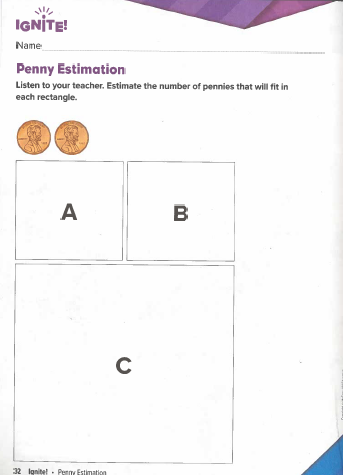 IGNITE!
Name
Penny Estimation
Listen to your teacher. Estimate the number of pennies that will fit in
each rectangle.
A
B
C
32 Ignite! • Penny Estimation